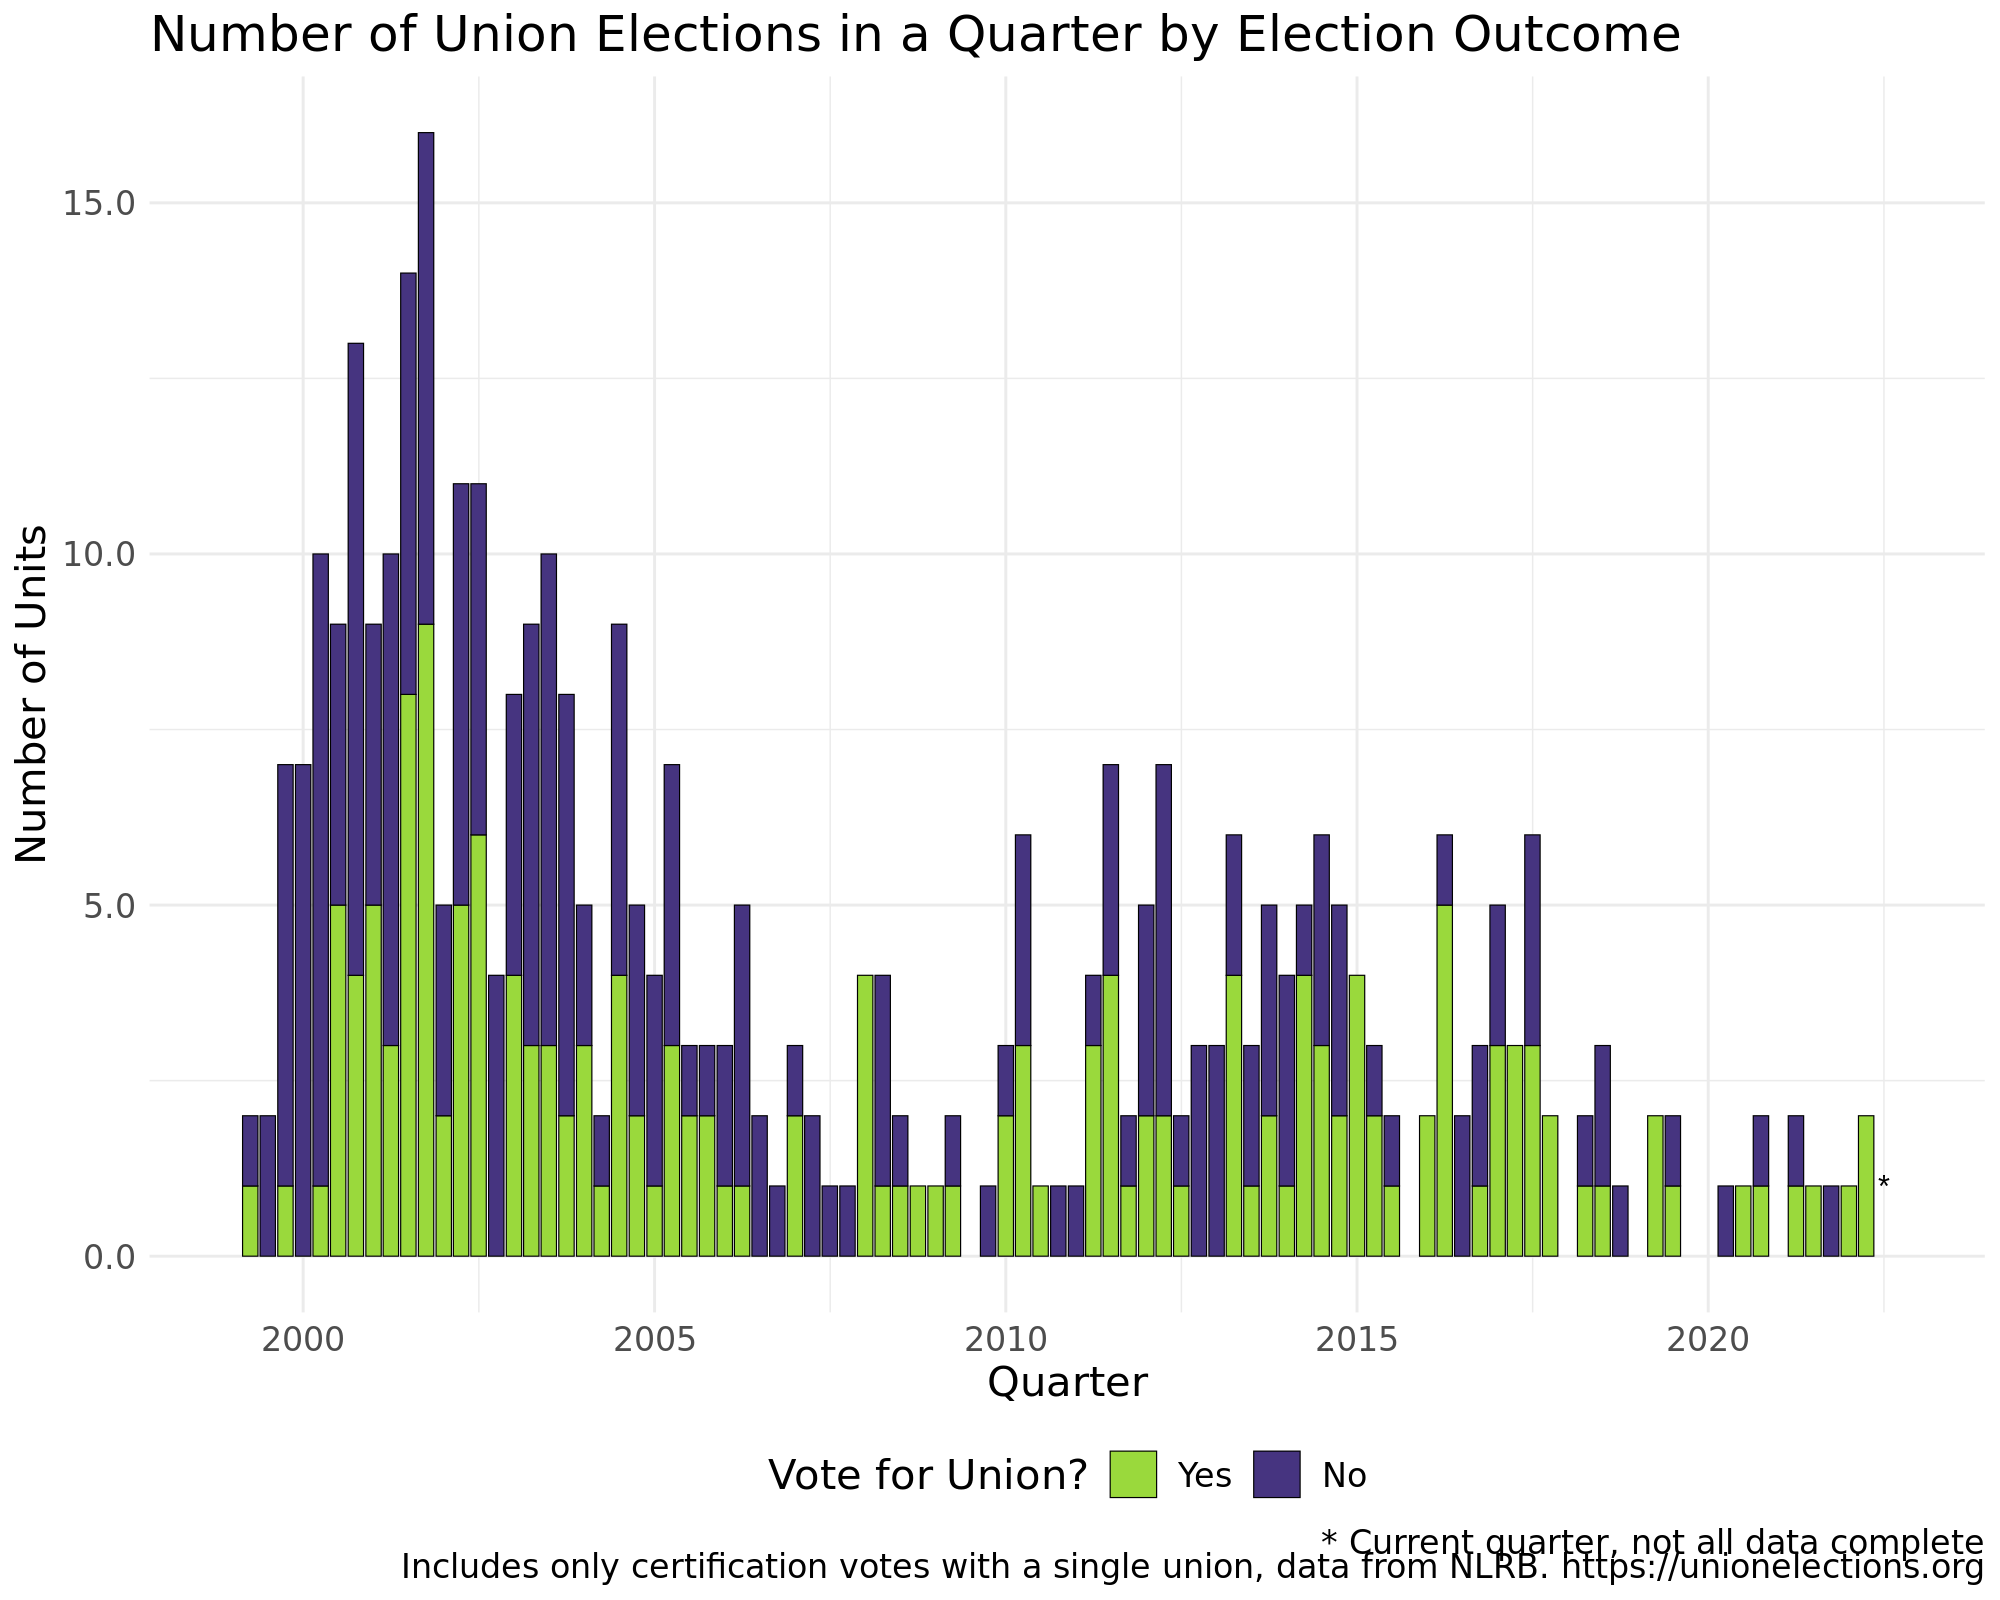 Number of Union Elections in a Quarter by Election Outcome
Number of Units
15.0
10.0
5.0
0.0
*
2000 2005 2010 2015 2020
Quarter
Vote for Union? Yes No
* Current quarter, not all data complete
Includes only certification votes with a single union, data from NLRB. https://unionelections.org